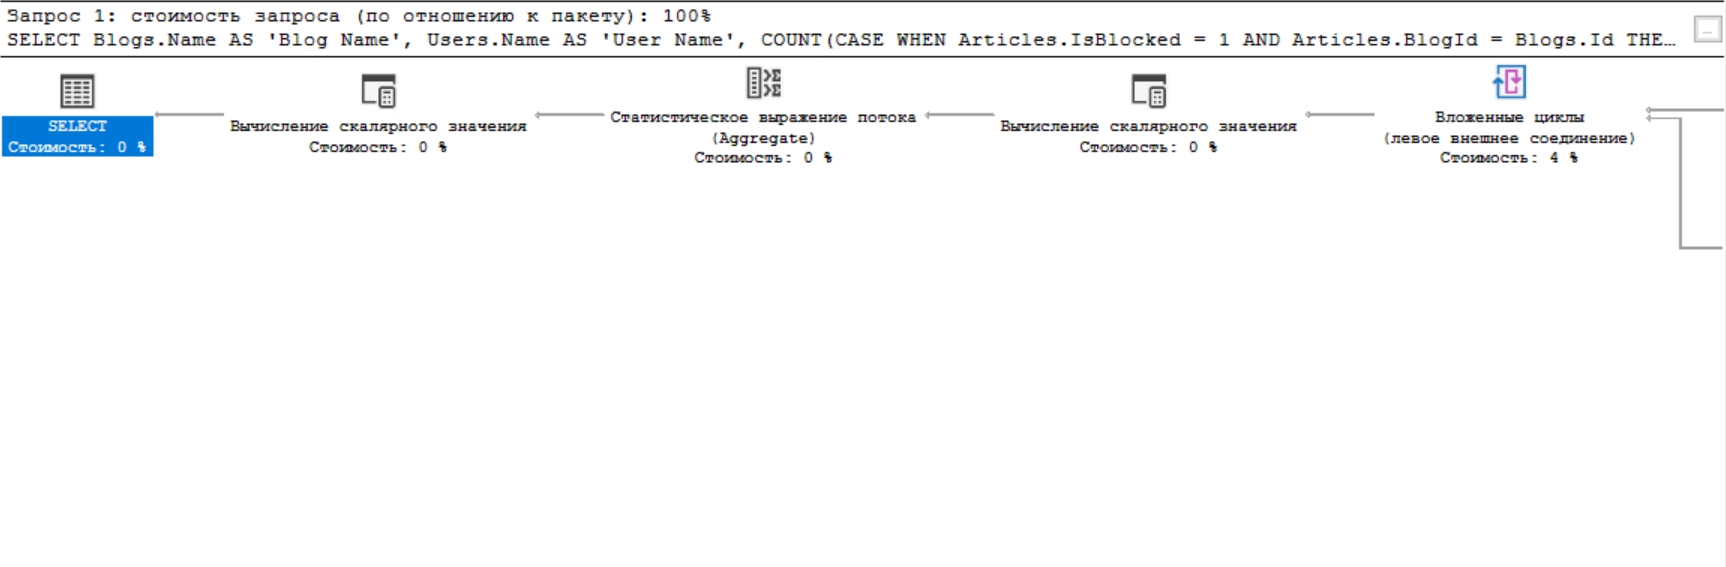 Запрос 1: стоимость запроса (по отношению к пакету): 100%
SELECT Blogs.Name AS 'Blog Name', Users.Name AS 'User Name', COUNT(CASE WHEN Articles.IsBlocked = 1 AND Articles.BlogId = Blogs.Id THE…
...
SELECT
Стоимость: 0 %
Вычисление скалярного значения
Стоимость: 0 %
Статистическое выражение потока
(Aggregate)
Стоимость: 0 %
Вычисление скалярного значения
Стоимость: 0 %
Вложенные циклы
(левое внешнее соединение)
Стоимость: 4 %